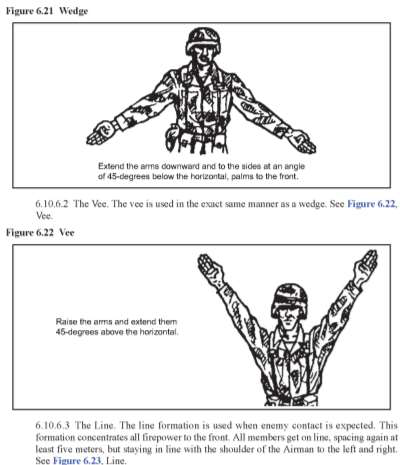 Figure 6.21 Wedge
Extend the arms downward and to the sides at an angle
of 45-degrees below the horizontal, palms to the front.
6.10.6.2 The Vee. The vee is used in the exact same manner as a wedge. See Figure 6.22,
Vee.
Figure 6.22 Vee
Raise the arms and extend them
45-degrees above the horizontal.
6.10.6.3 The Line. The line formation is used when enemy contact is expected. This
formation concentrates all firepower to the front. All members get on line, spacing again at
least five meters, but staying in line with the shoulder of the Airman to the left and right.
See Figure 6.23, Line.